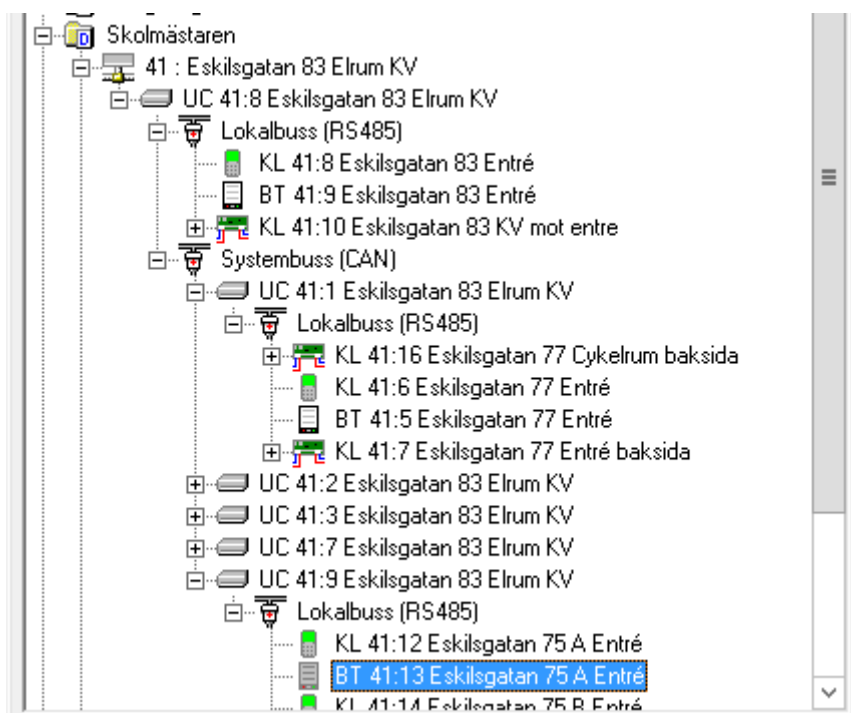 Skolmästaren
41 : Eskilsgatan 83 Elrum KV
UC 41:8 Eskilsgatan 83 Elrum KV
Lokalbuss (RS485)
KL 41:8 Eskilsgatan 83 Entré
BT 41:9 Eskilsgatan 83 Entré
KL 41:10 Eskilsgatan 83 KV mot entre
Systembuss (CAN)
UC 41:1 Eskilsgatan 83 Elrum KV
Lokalbuss (RS485)
KL 41:16 Eskilsgatan 77 Cykelrum baksida
KL 41:6 Eskilsgatan 77 Entré
BT 41:5 Eskilsgatan 77 Entré
KL 41:7 Eskilsgatan 77 Entré baksida
UC 41:2 Eskilsgatan 83 Elrum KV
UC 41:3 Eskilsgatan 83 Elrum KV
UC 41:7 Eskilsgatan 83 Elrum KV
UC 41:9 Eskilsgatan 83 Elrum KV
Lokalbuss (RS485)
KL 41:12 Eskilsgatan 75 A Entré
BT 41:13 Eskilsgatan 75 A Entré
KL 41:14 Eskilsgatan 75 B Entré